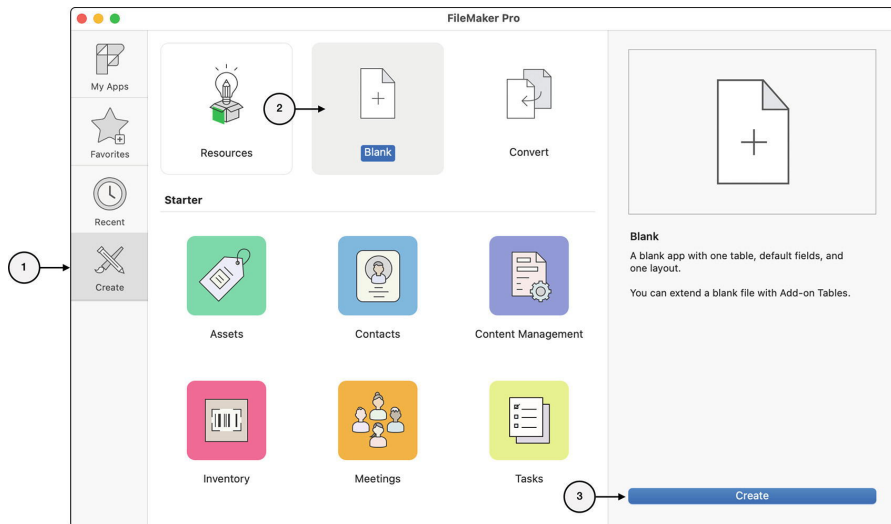 FileMaker Pro
My Apps
Favorites
Recent
1
Create
2
Resources
Blank
Convert
Starter
Assets
Contacts
Content Management
Inventory
Meetings
Tasks
Blank
A blank app with one table, default fields, and
one layout.
You can extend a blank file with Add-on Tables.
3
Create